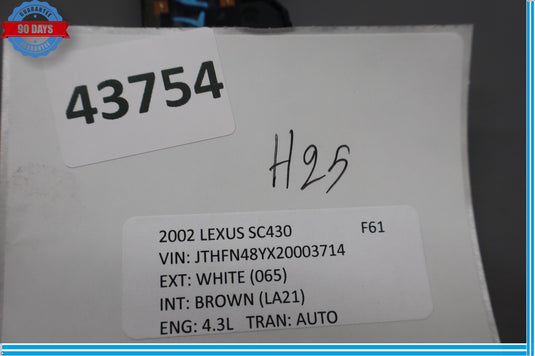 GUARANTEE
90 DAYS
GUARANTEE
43754
H25
2002 LEXUS SC430 F61
VIN: JTHFN48YX20003714
EXT: WHITE (065)
INT: BROWN (LA21)
ENG: 4.3L TRAN: AUTO